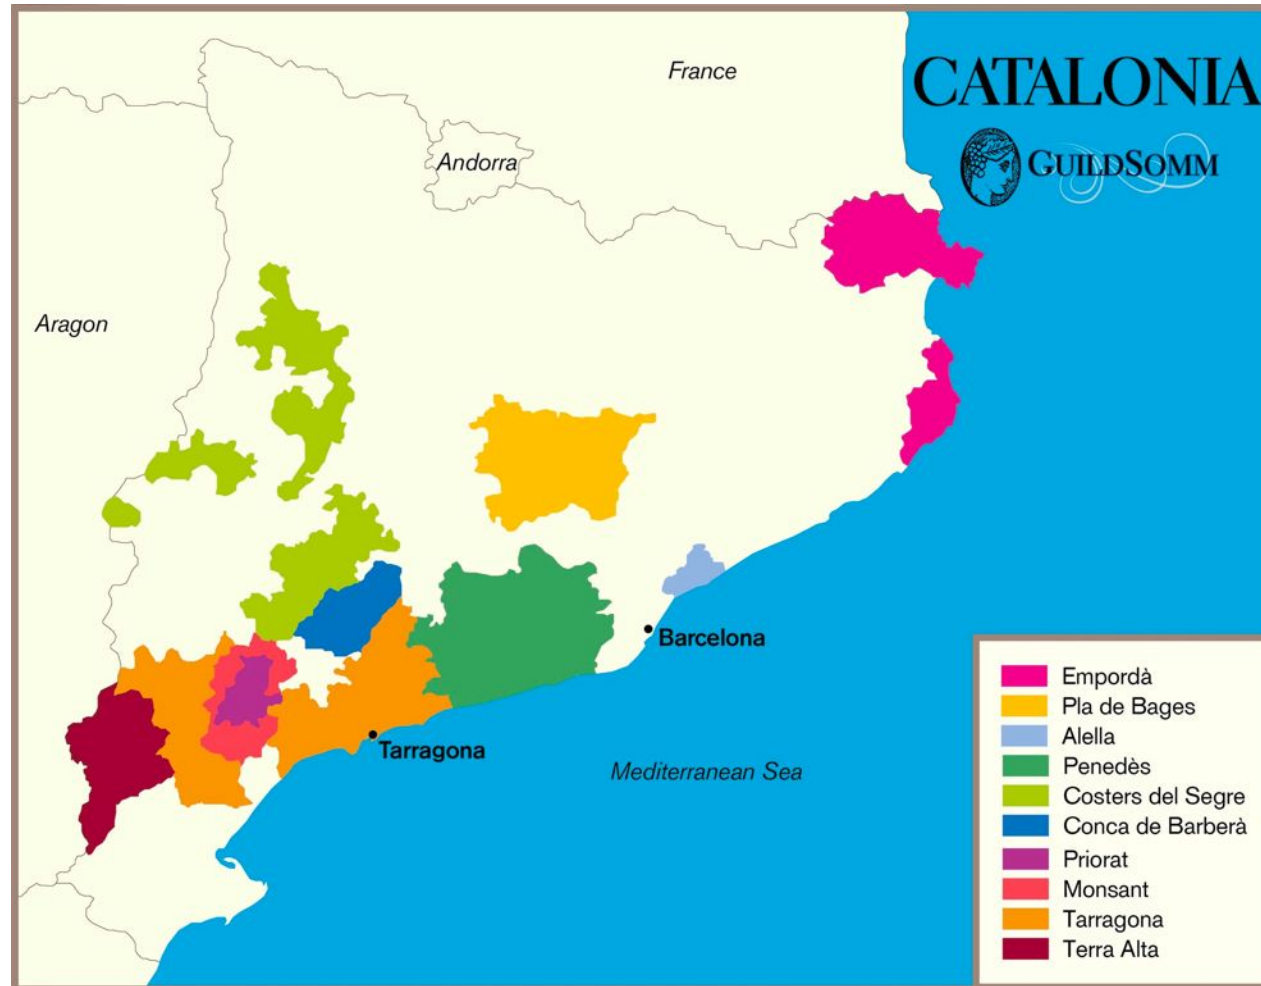 CATALONIA
GUILDSOMM
France
Andorra
Aragon
Barcelona
Tarragona
Mediterranean Sea
Empordà
Pla de Bages
Alella
Penedès
Costers del Segre
Conca de Barberà
Priorat
Monsant
Tarragona
Terra Alta